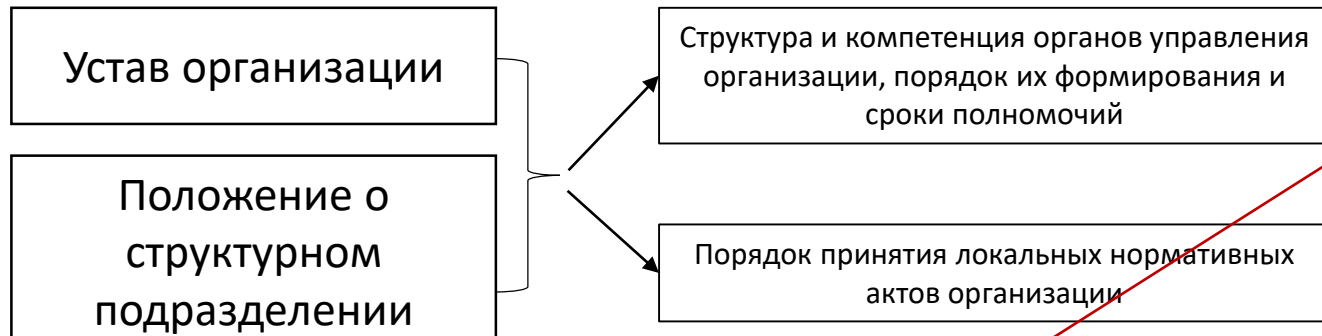 Устав организации
Положение о
структурном
подразделении
Структура и компетенция органов управления
организации, порядок их формирования и
сроки полномочий
Порядок принятия локальных нормативных
актов организации